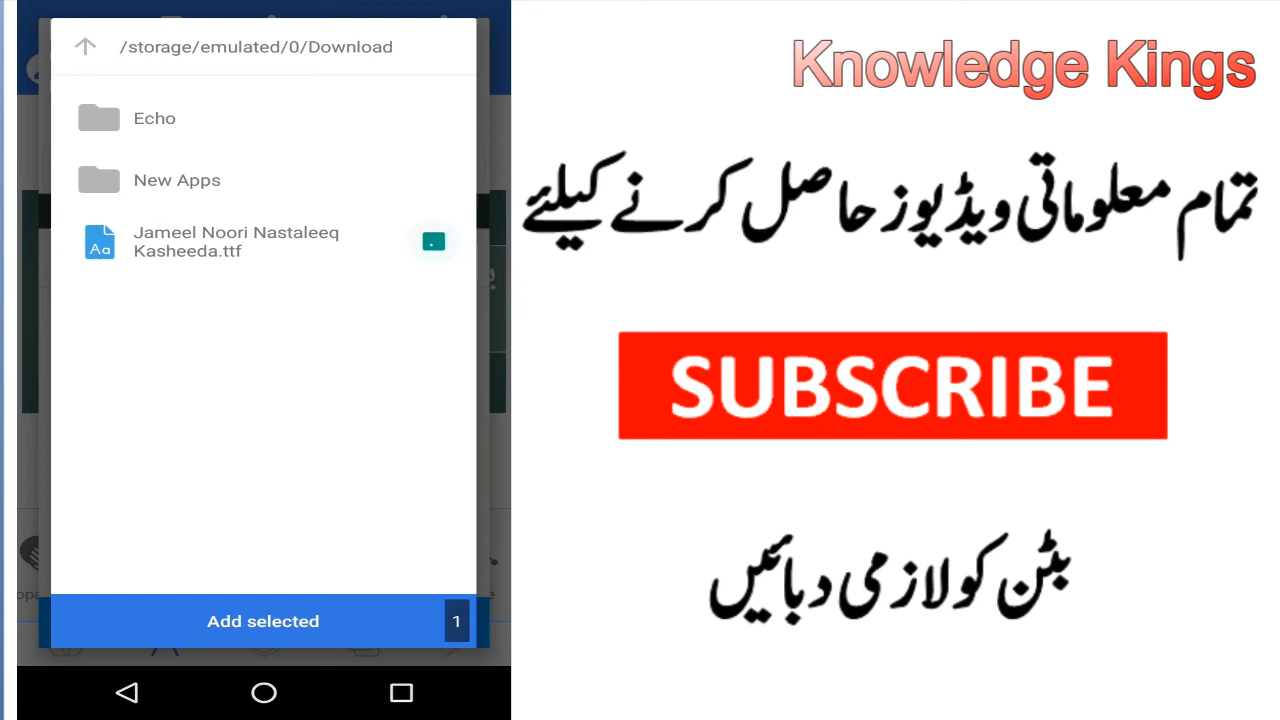 /storage/emulated/0/Download
Echo
New Apps
Aa
Jameel Noori Nastaleeq
Kasheeda.ttf
Add selected
1
Knowledge Kings
تمام معلوماتی ویڈیوز حاصل کرنے کیلئے
SUBSCRIBE
بٹن کو لازمی دبائیں